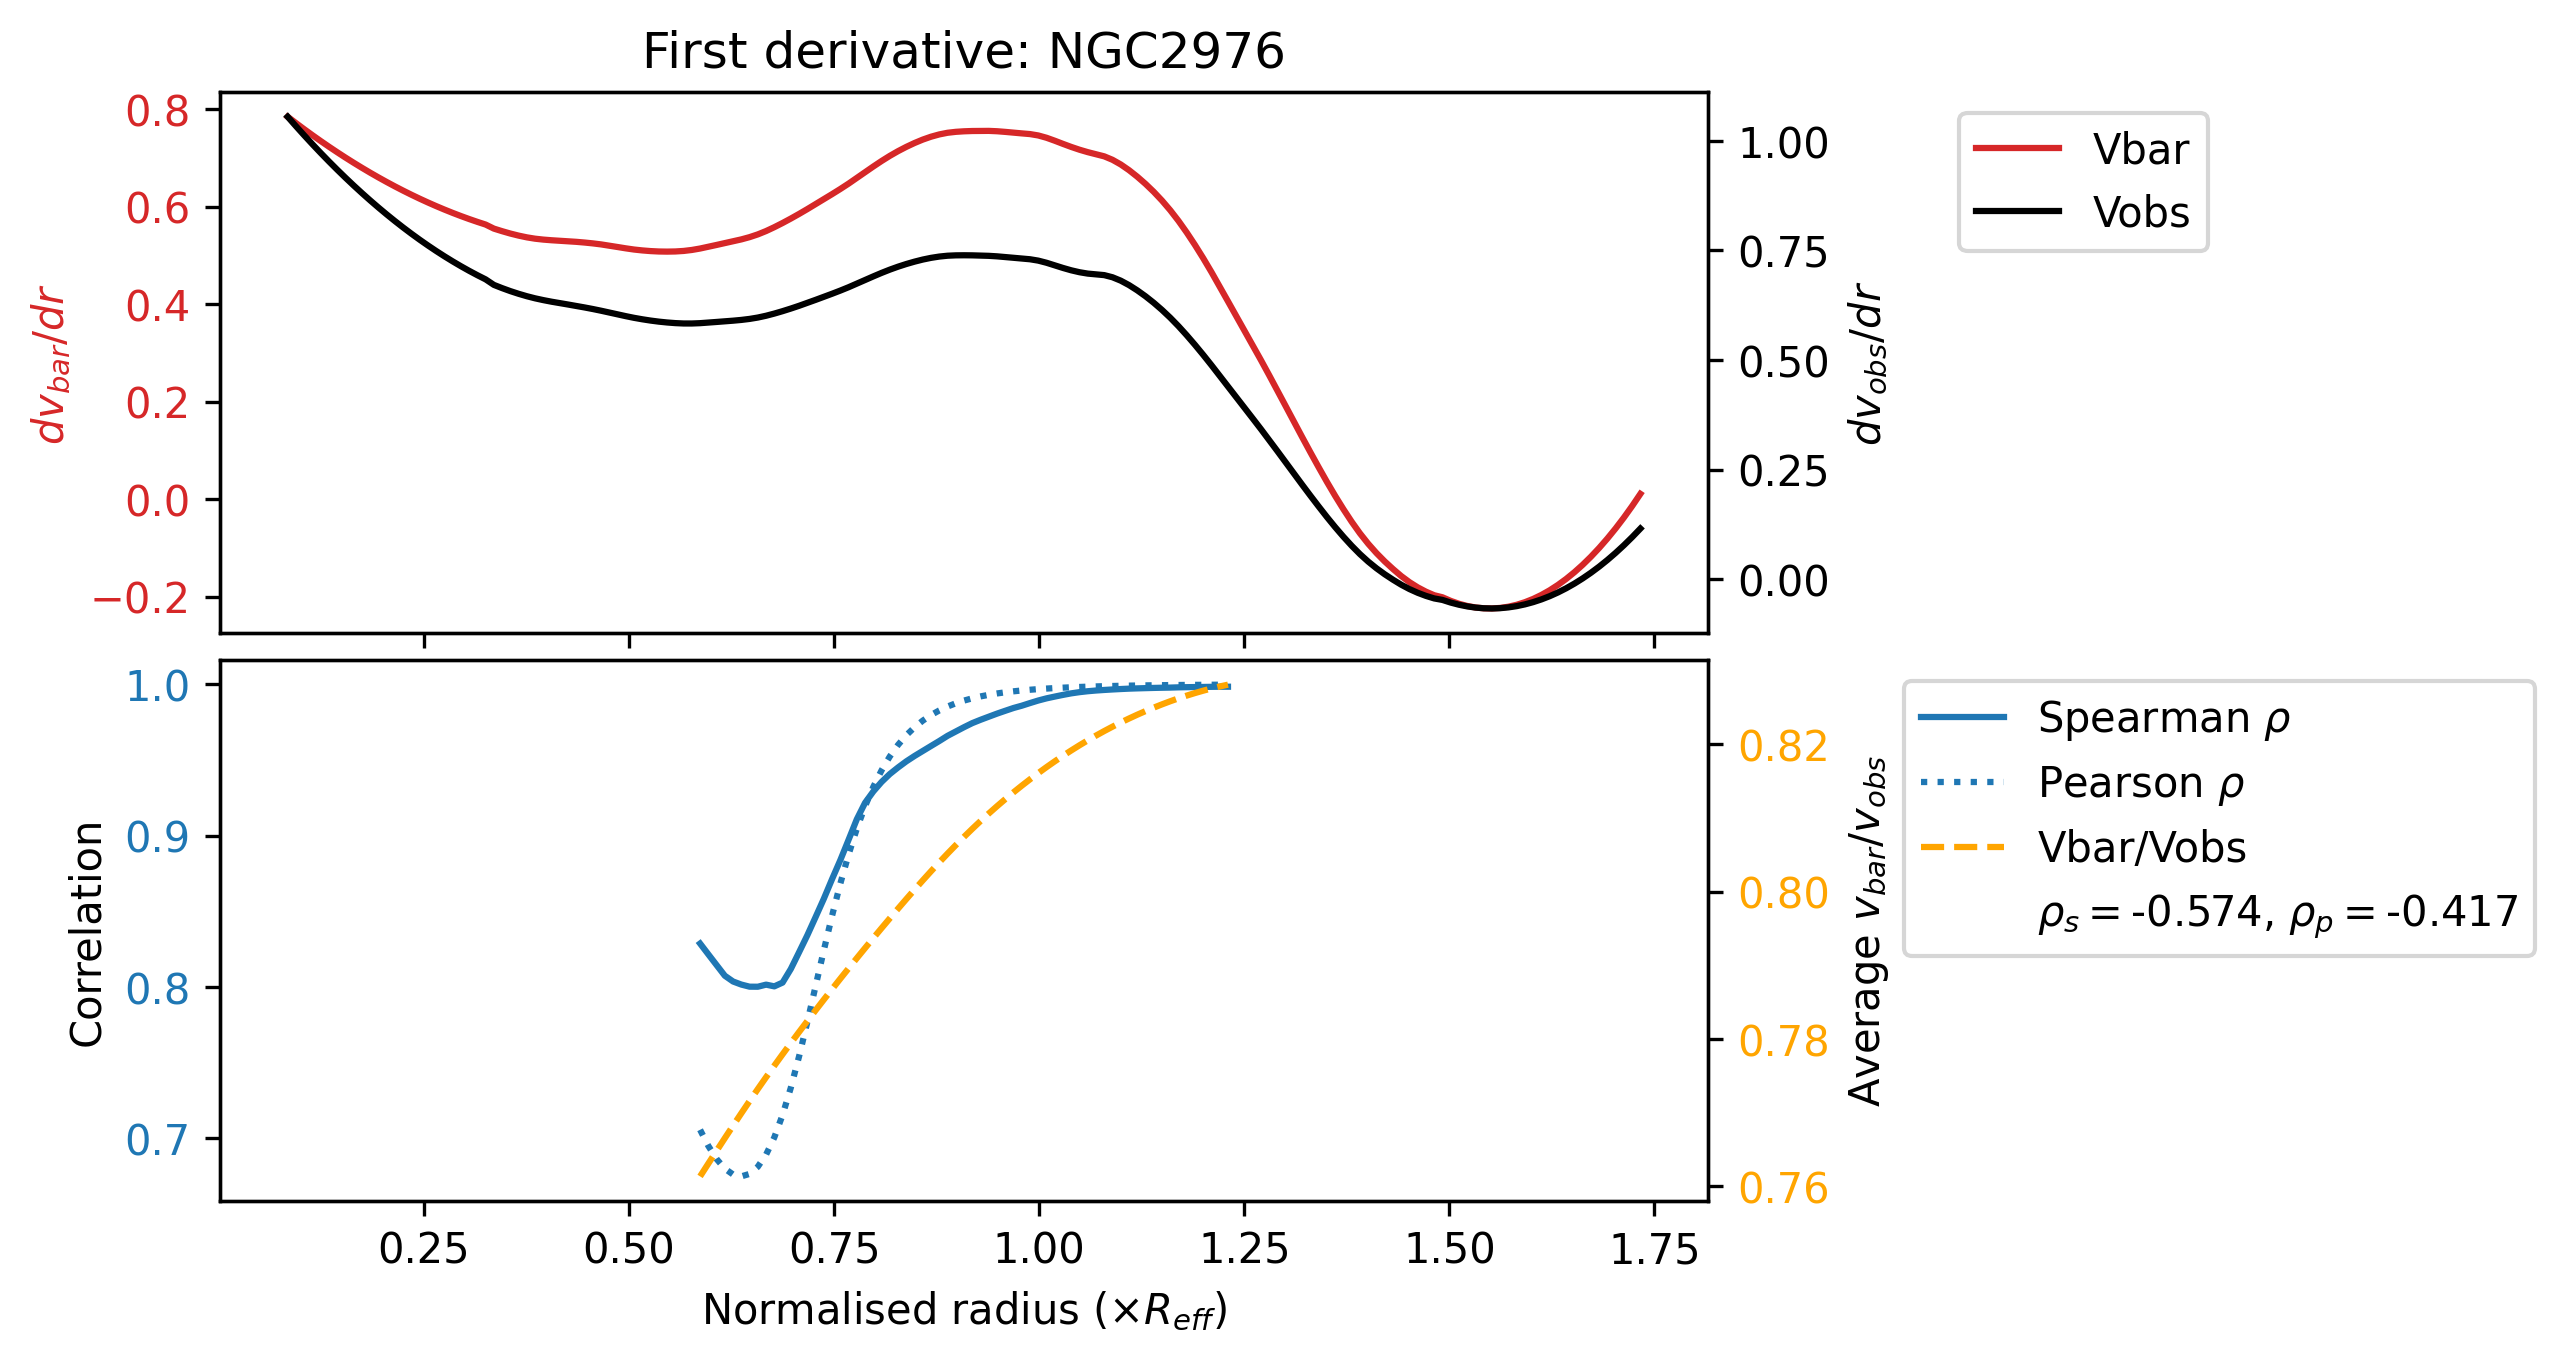 First derivative: NGC2976
0.8
0.6
0.4
0.2
0.0
−0.2
dv_bar/dr
1.00
0.75
0.50
0.25
0.00
dv_obs/dr
Vbar
Vobs
1.0
0.9
0.8
0.7
Correlation
0.82
0.80
0.78
0.76
Average v_bar/v_obs
Spearman ρ
Pearson ρ
Vbar/Vobs
ρ_s = -0.574, ρ_p = -0.417
0.25 0.50 0.75 1.00 1.25 1.50 1.75
Normalised radius (×R_eff)